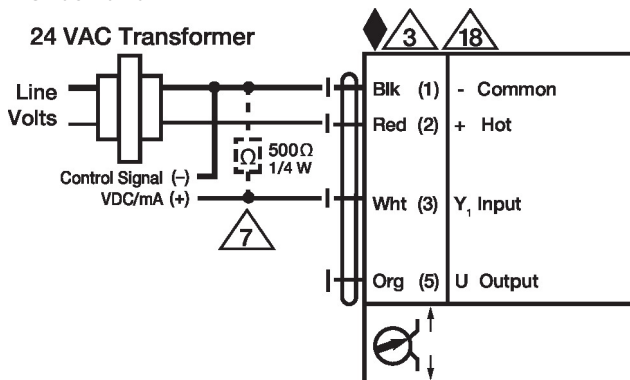 24 VAC Transformer
3 18
Line
Volts
Blk (1) - Common
Red (2) + Hot
Ω 500Ω
1/4 W
Control Signal (–)
VDC/mA (+)
Wht (3) Y₁ Input
7
Org (5) U Output